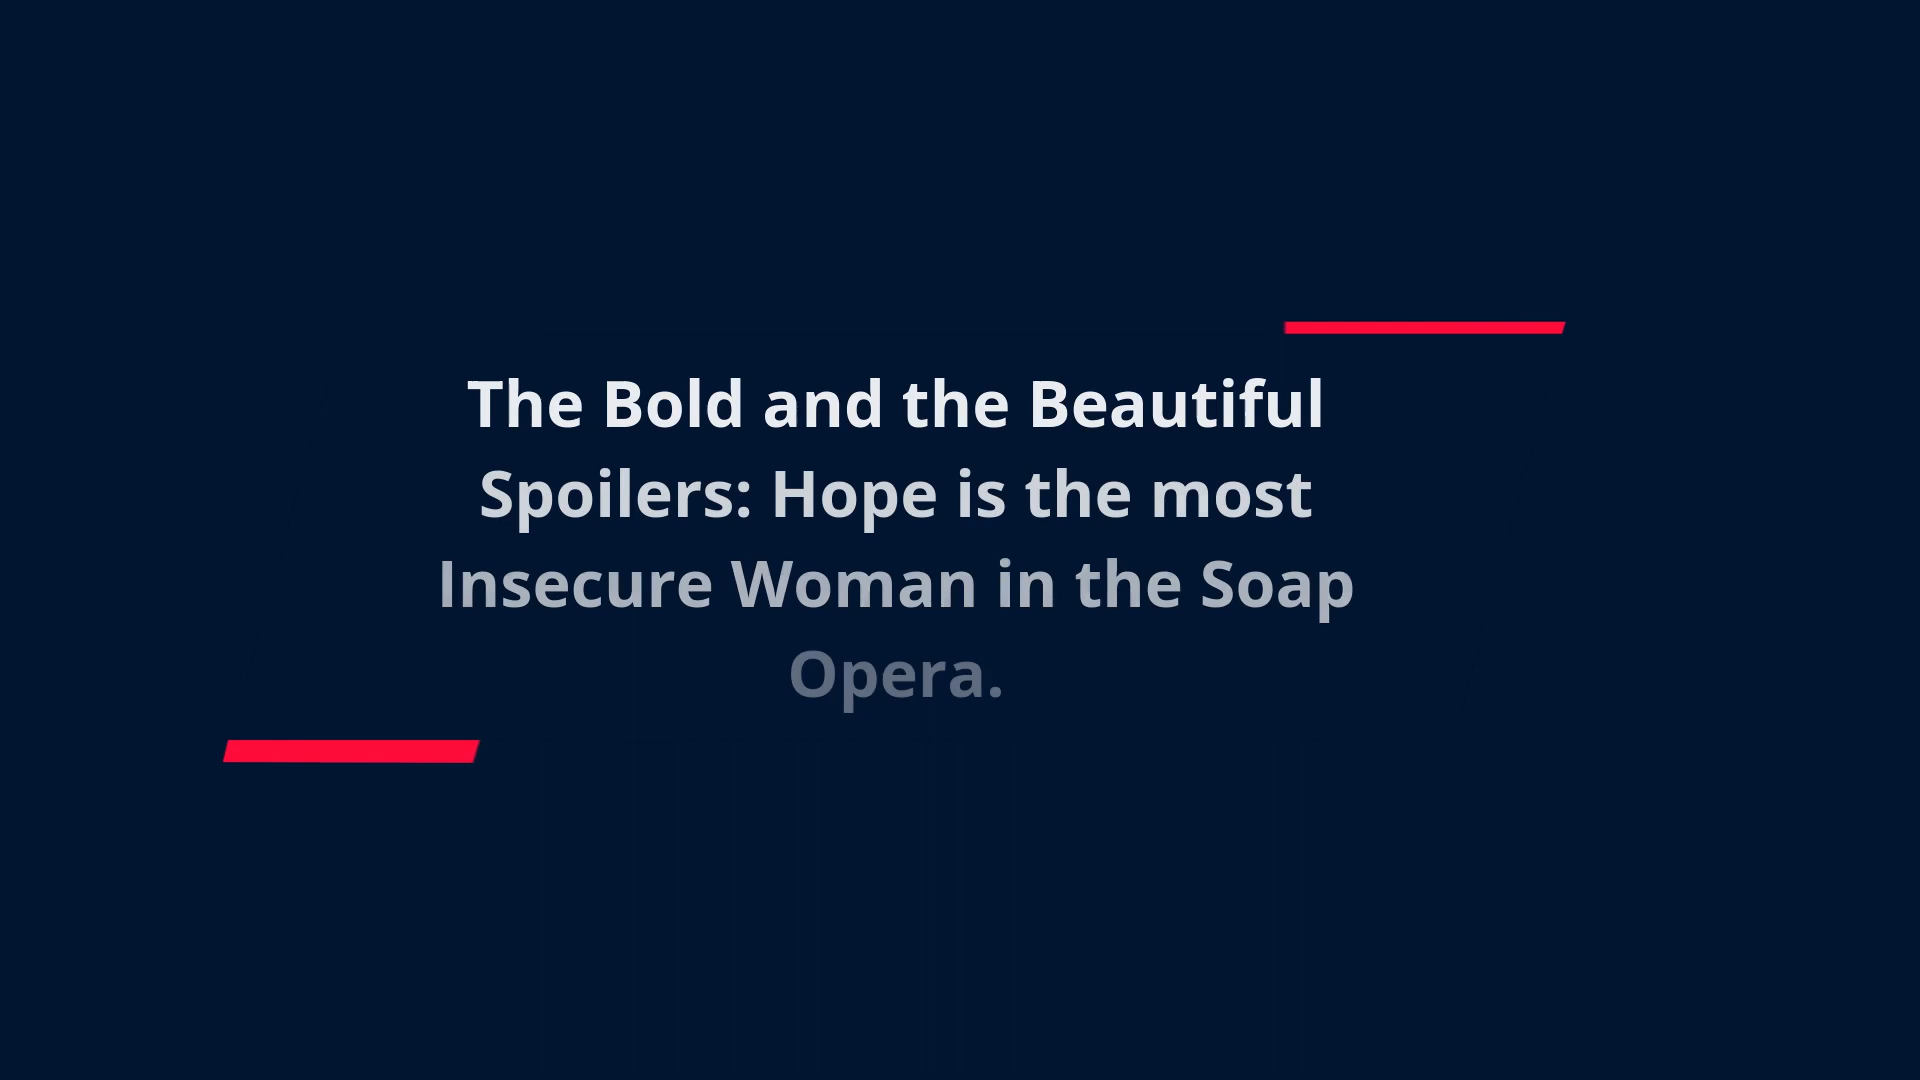 The Bold and the Beautiful
Spoilers: Hope is the most
Insecure Woman in the Soap
Opera.